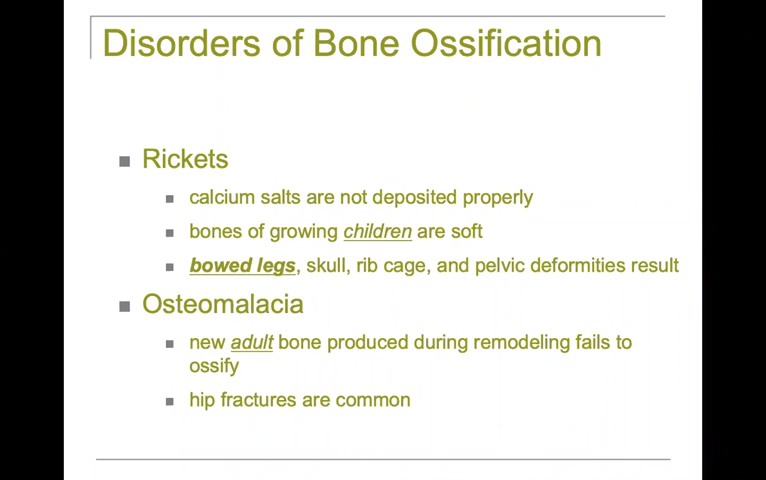 Disorders of Bone Ossification
Rickets
calcium salts are not deposited properly
bones of growing children are soft
bowed legs, skull, rib cage, and pelvic deformities result
Osteomalacia
new adult bone produced during remodeling fails to
ossify
hip fractures are common